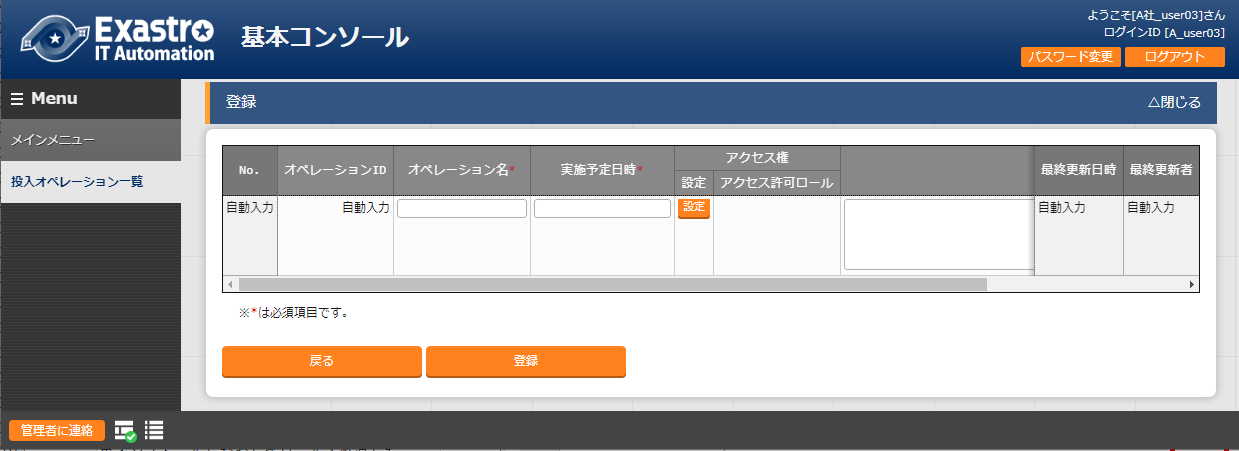 Exastro
IT Automation
基本コンソール
ようこそ[A社_user03]さん
ログインID [A_user03]
パスワード変更 ログアウト
Menu
メインメニュー
投入オペレーション一覧
登録 △閉じる
No. オペレーションID オペレーション名* 実施予定日時* アクセス権 最終更新日時 最終更新者
設定 アクセス許可ロール
自動入力 自動入力 設定 自動入力 自動入力
※*は必須項目です。
戻る 登録
管理者に連絡